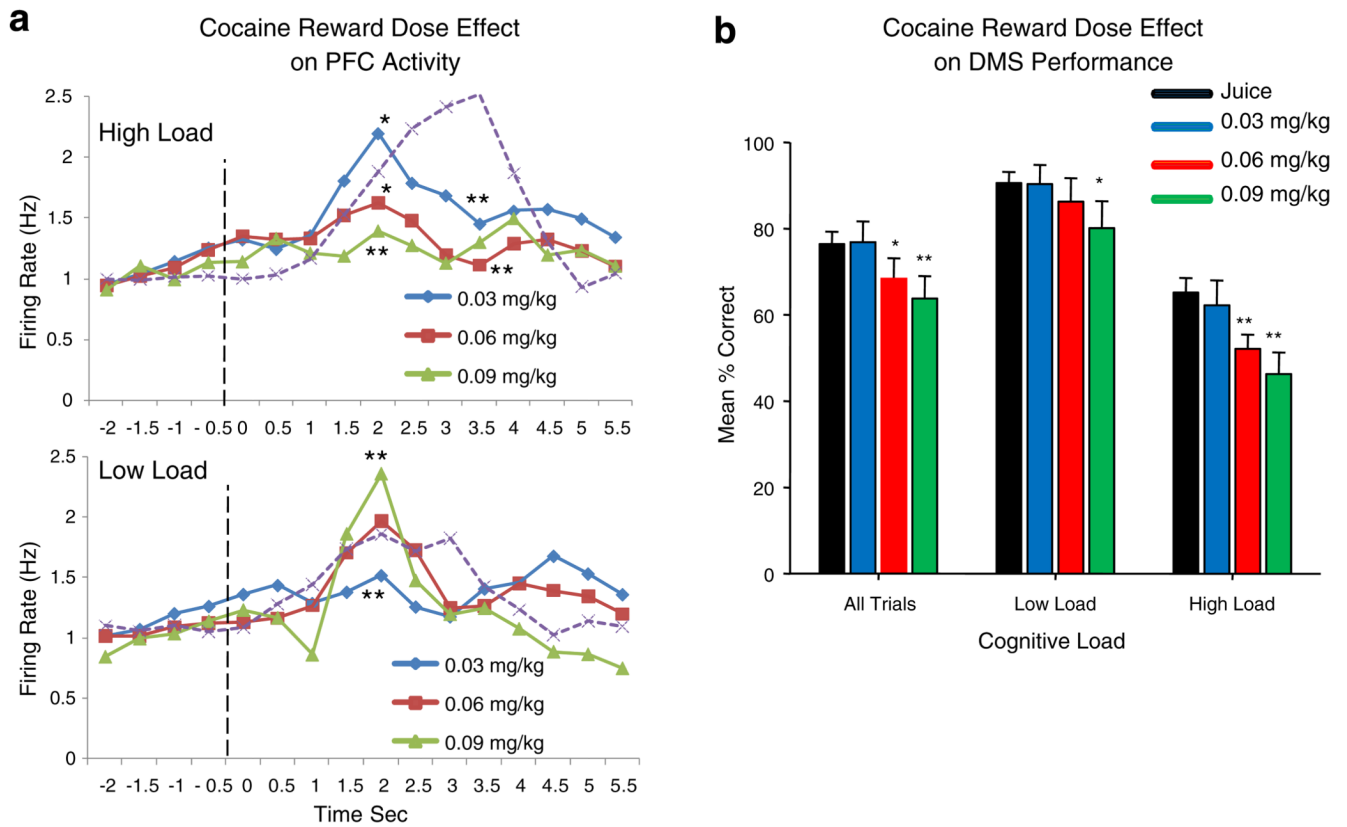 a
Cocaine Reward Dose Effect
on PFC Activity
High Load
Firing Rate (Hz)
2.5
2
1.5
1
0.5
0
*
*
**
**
**
0.03 mg/kg
0.06 mg/kg
0.09 mg/kg
-2 -1.5 -1 - 0.5 0 0.5 1 1.5 2 2.5 3 3.5 4 4.5 5 5.5
Low Load
Firing Rate (Hz)
2.5
2
1.5
1
0.5
0
**
**
0.03 mg/kg
0.06 mg/kg
0.09 mg/kg
-2 -1.5 -1 - 0.5 0 0.5 1 1.5 2 2.5 3 3.5 4 4.5 5 5.5
Time Sec
b
Cocaine Reward Dose Effect
on DMS Performance
Juice
0.03 mg/kg
0.06 mg/kg
0.09 mg/kg
Mean % Correct
100
80
60
40
20
0
*
**
*
**
**
All Trials Low Load High Load
Cognitive Load